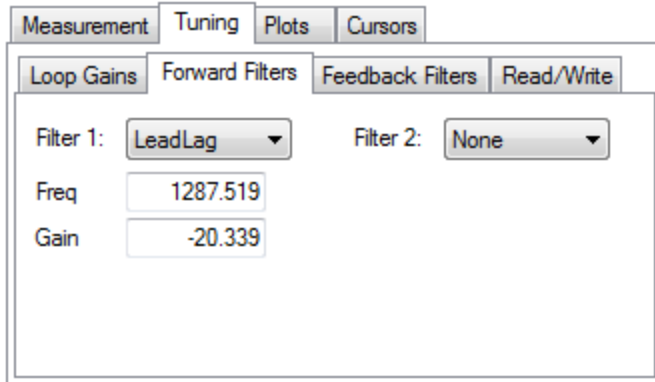 Measurement Tuning Plots Cursors
Loop Gains Forward Filters Feedback Filters Read/Write
Filter 1: LeadLag Filter 2: None
Freq 1287.519
Gain -20.339